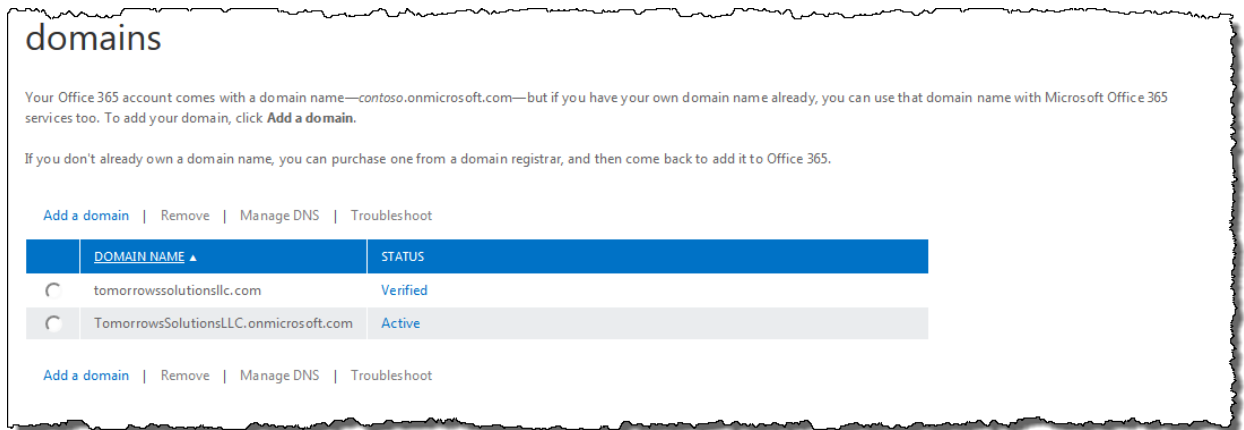 domains
Your Office 365 account comes with a domain name—contoso.onmicrosoft.com—but if you have your own domain name already, you can use that domain name with Microsoft Office 365
services too. To add your domain, click Add a domain.
If you don't already own a domain name, you can purchase one from a domain registrar, and then come back to add it to Office 365.
Add a domain | Remove | Manage DNS | Troubleshoot
DOMAIN NAME ▲ STATUS
tomorrowssolutionsllc.com Verified
TomorrowsSolutionsLLC.onmicrosoft.com Active
Add a domain | Remove | Manage DNS | Troubleshoot